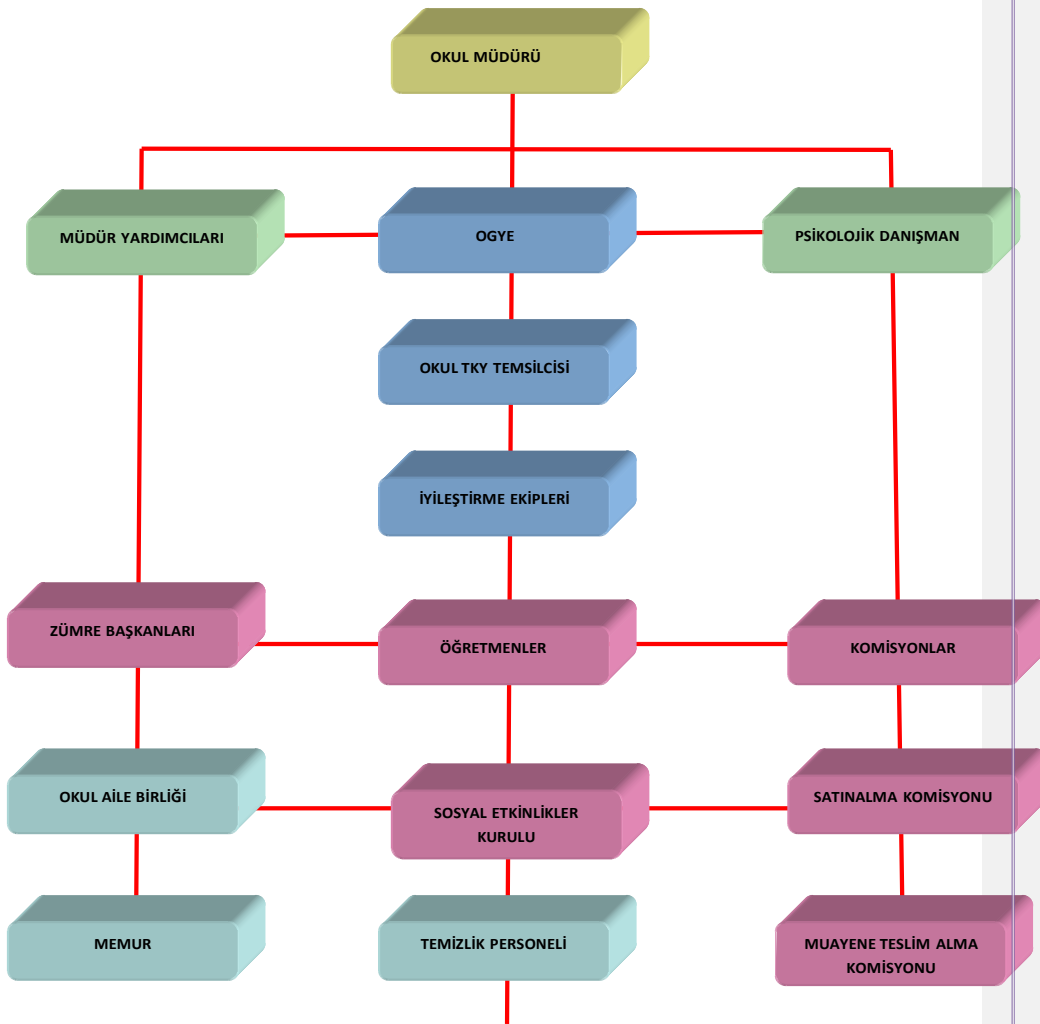 OKUL MÜDÜRÜ
MÜDÜR YARDIMCILARI
OGYE
PSİKOLOJİK DANIŞMAN
OKUL TKY TEMSİLCİSİ
İYİLEŞTİRME EKİPLERİ
ZÜMRE BAŞKANLARI
ÖĞRETMENLER
KOMİSYONLAR
OKUL AİLE BİRLİĞİ
SOSYAL ETKİNLİKLER
KURULU
SATINALMA KOMİSYONU
MEMUR
TEMİZLİK PERSONELİ
MUAYENE TESLİM ALMA
KOMİSYONU